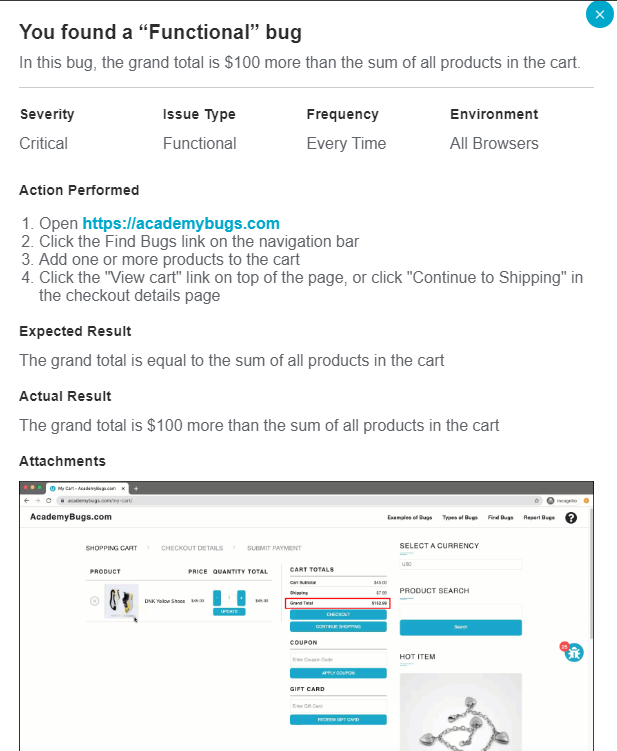 You found a “Functional” bug
In this bug, the grand total is $100 more than the sum of all products in the cart.
Severity
Issue Type
Frequency
Environment
Critical
Functional
Every Time
All Browsers
Action Performed
1. Open https://academybugs.com
2. Click the Find Bugs link on the navigation bar
3. Add one or more products to the cart
4. Click the "View cart" link on top of the page, or click "Continue to Shipping" in
the checkout details page
Expected Result
The grand total is equal to the sum of all products in the cart
Actual Result
The grand total is $100 more than the sum of all products in the cart
Attachments
My Cart - AcademyBugs.com
academybugs.com/my-cart/
Incognito
AcademyBugs.com
Examples of Bugs
Types of Bugs
Find Bugs
Report Bugs
?
SHOPPING CART
CHECKOUT DETAILS
SUBMIT PAYMENT
PRODUCT
PRICE
QUANTITY
TOTAL
DNK Yellow Shoes
$45.00
1
$45.00
UPDATE
CART TOTALS
Cart Subtotal
$45.00
Shipping
Grand Total
CHECKOUT
CONTINUE SHOPPING
COUPON
Enter Coupon Code
APPLY COUPON
GIFT CARD
Enter Gift Card
REDEEM GIFT CARD
SELECT A CURRENCY
USD
PRODUCT SEARCH
Search
HOT ITEM
25